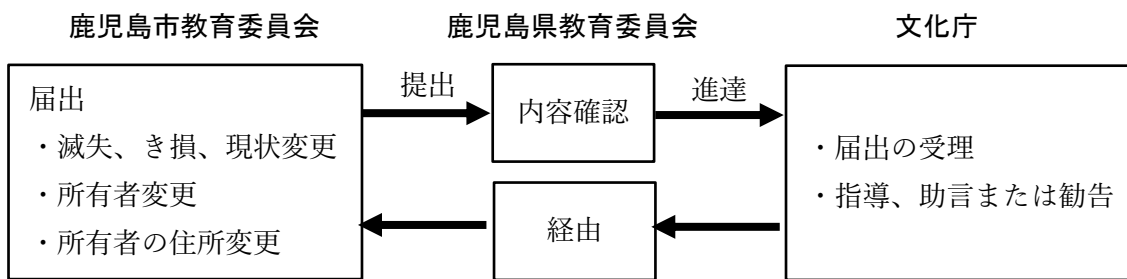 鹿児島市教育委員会
鹿児島県教育委員会
文化庁
届出
・滅失、き損、現状変更
・所有者変更
・所有者の住所変更
提出
内容確認
進達
・届出の受理
・指導、助言または勧告
経由